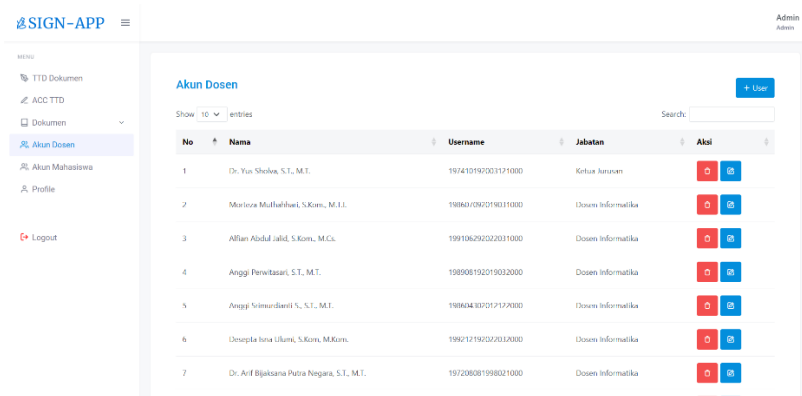 SIGN-APP
Admin
Admin
MENU
TTD Dokumen
ACC TTD
Dokumen
Akun Dosen
Akun Mahasiswa
Profile
Logout
Akun Dosen
+ User
Show 10 entries
Search:
No Nama Username Jabatan Aksi
1 Dr. Yus Sholva, S.T., M.T. 197410192003121000 Ketua Jurusan
2 Morteza Muthahhari, S.Kom., M.T.I. 198607092019031000 Dosen Informatika
3 Alfian Abdul Jalid, S.Kom., M.Cs. 199106292022031000 Dosen Informatika
4 Anggi Perwitasari, S.T., M.T. 198908192019032000 Dosen Informatika
5 Anggi Srimurdianti S., S.T., M.T. 198604302012122000 Dosen Informatika
6 Desepta Isna Ulumi, S.Kom, M.Kom. 199212192022032000 Dosen Informatika
7 Dr. Arif Bijaksana Putra Negara, S.T., M.T. 197208081998021000 Dosen Informatika